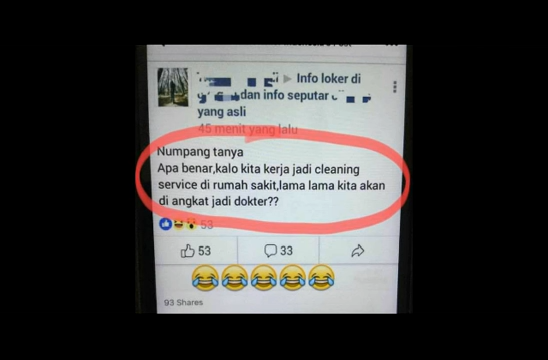 Info loker di
dan info seputar
yang asli
45 menit yang lalu
Numpang tanya
Apa benar,kalo kita kerja jadi cleaning
service di rumah sakit,lama lama kita akan
di angkat jadi dokter??
53
53
33
93 Shares